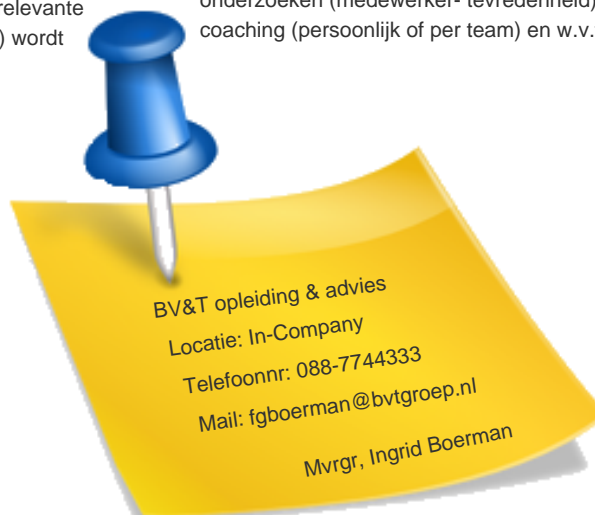 relevante
) wordt
onderzoeken (medewerker- tevredenheid)
coaching (persoonlijk of per team) en w.v.
BV&T opleiding & advies
Locatie: In-Company
Telefoonnr: 088-7744333
Mail: fgboerman@bvtgroep.nl
Mvrgr, Ingrid Boerman